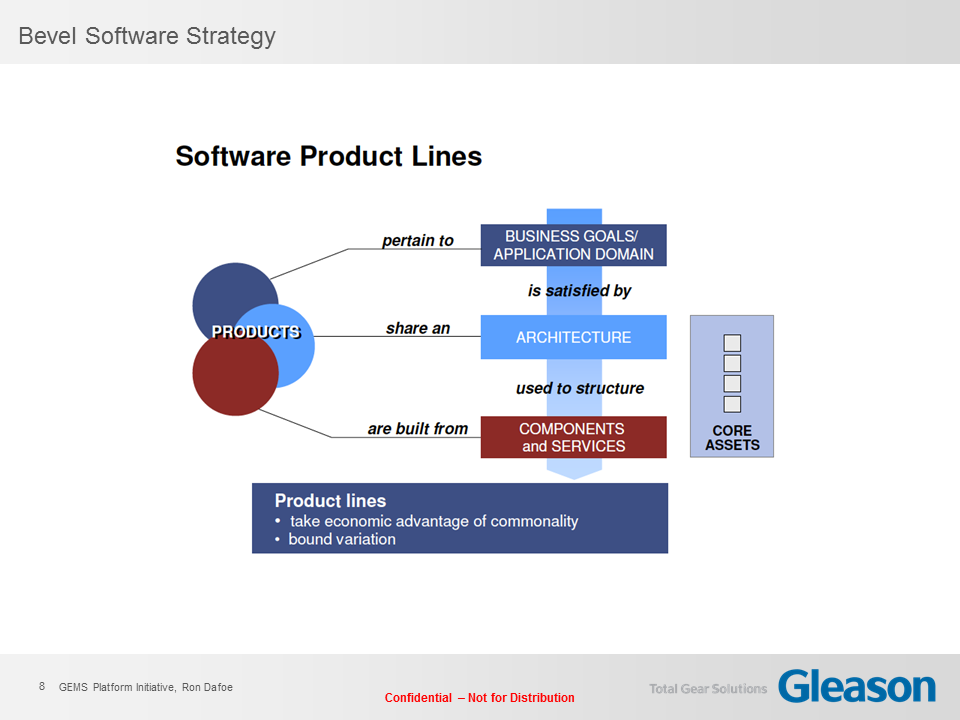 Bevel Software Strategy
Software Product Lines
pertain to
BUSINESS GOALS/
APPLICATION DOMAIN
is satisfied by
PRODUCTS
share an
ARCHITECTURE
used to structure
are built from
COMPONENTS
and SERVICES
CORE
ASSETS
Product lines
• take economic advantage of commonality
• bound variation
8 GEMS Platform Initiative, Ron Dafoe
Confidential – Not for Distribution
Total Gear Solutions Gleason